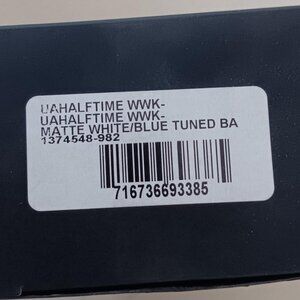 UAHALFTIME WWK-
UAHALFTIME WWK-
MATTE WHITE/BLUE TUNED BA
1374548-982
716736693385